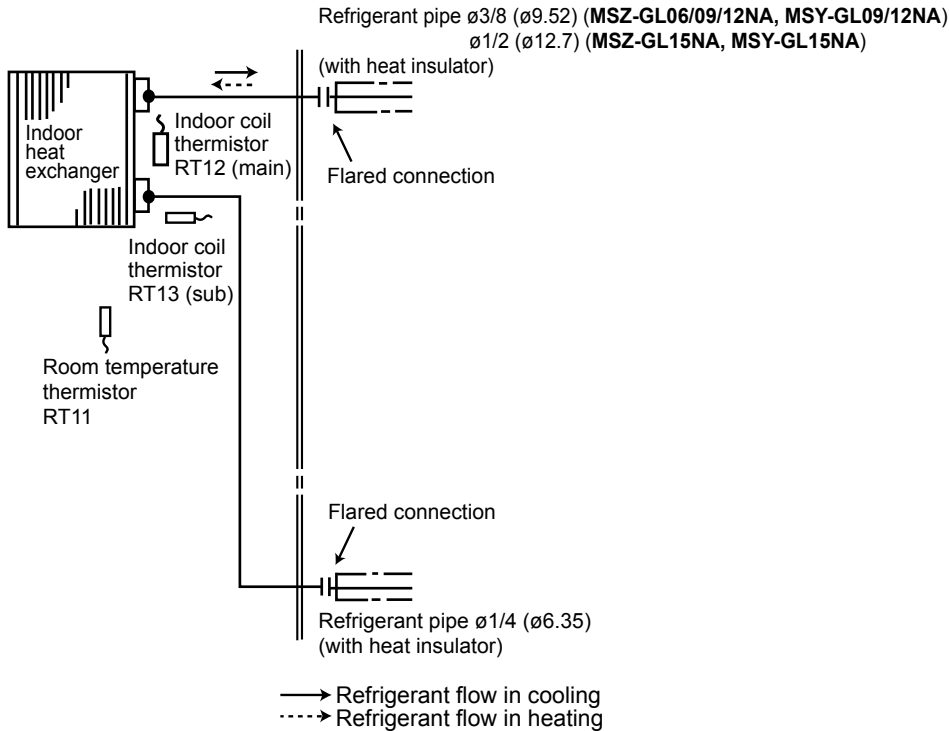 Refrigerant pipe ø3/8 (ø9.52) (MSZ-GL06/09/12NA, MSY-GL09/12NA)
ø1/2 (ø12.7) (MSZ-GL15NA, MSY-GL15NA)
(with heat insulator)
Indoor
heat
exchanger
Indoor coil
thermistor
RT12 (main)
Flared connection
Indoor coil
thermistor
RT13 (sub)
Room temperature
thermistor
RT11
Flared connection
Refrigerant pipe ø1/4 (ø6.35)
(with heat insulator)
Refrigerant flow in cooling
Refrigerant flow in heating